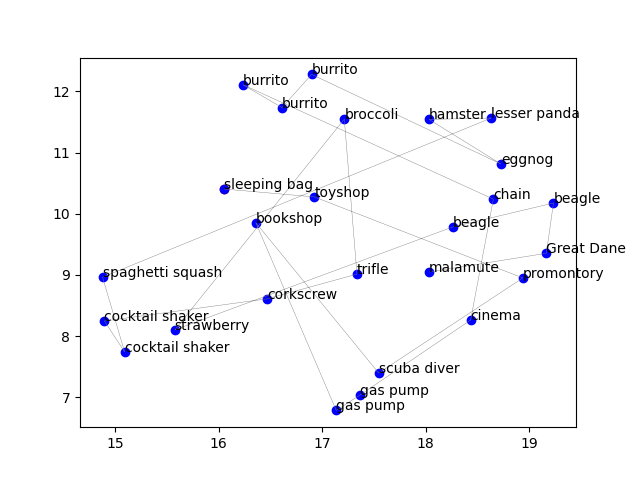 burrito
burrito
burrito
broccoli
hamster
lesser panda
eggnog
sleeping bag
toyshop
chain
beagle
bookshop
beagle
Great Dane
spaghetti squash
trifle
malamute
promontory
corkscrew
cocktail shaker
strawberry
cinema
cocktail shaker
scuba diver
gas pump
gas pump
12
11
10
9
8
7
15
16
17
18
19